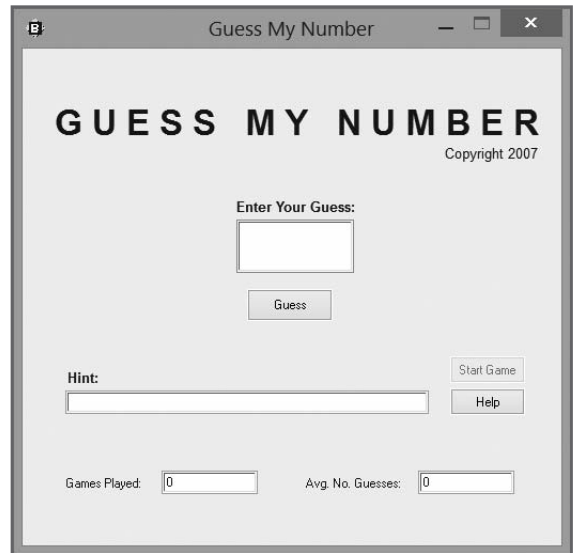 B Guess My Number
GUESS MY NUMBER
Copyright 2007
Enter Your Guess:
Guess
Start Game
Hint:
Help
Games Played: 0 Avg. No. Guesses: 0